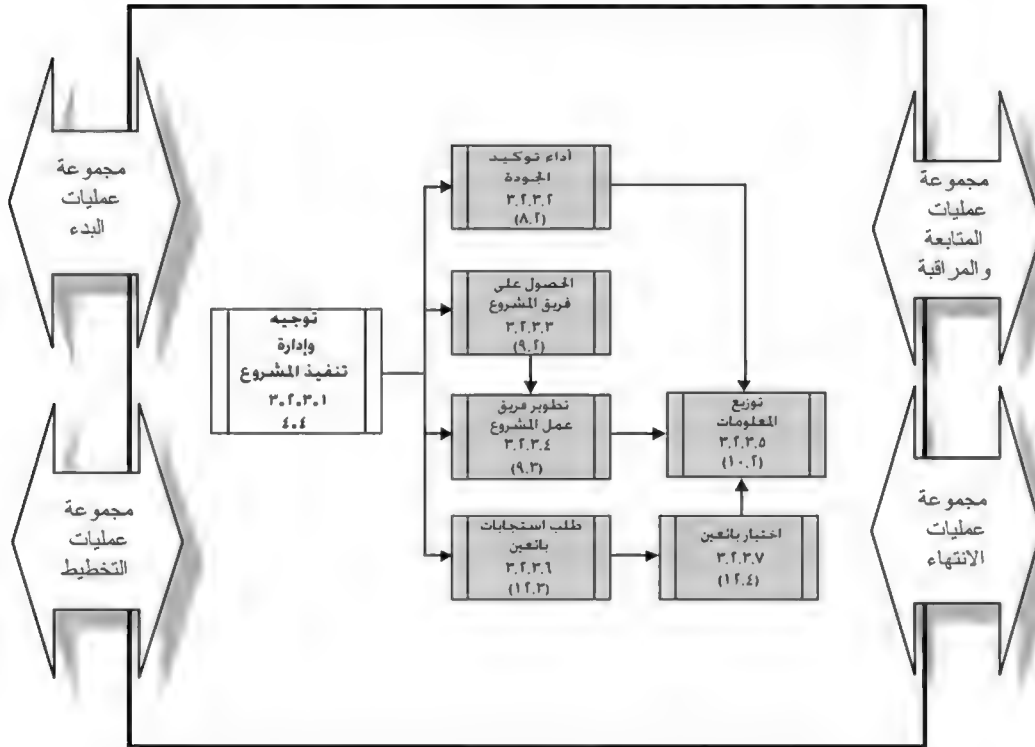 مجموعة
عمليات
المتابعة
والمراقبة
مجموعة
عمليات
الانتهاء
أداء توكيد
الجودة
٣.٢.٣.٢
(٨.٢)
الحصول على
فريق المشروع
٣.٢.٣.٣
(٩.٢)
تطوير فريق
عمل المشروع
٣.٢.٣.٤
(٩.٣)
توزيع
المعلومات
٣.٢.٣.٥
(١٠.٢)
طلب استجابات
بائعين
٣.٢.٣.٦
(١٢.٣)
اختيار بائعين
٣.٢.٣.٧
(١٢.٤)
توجيه
وإدارة
تنفيذ المشروع
٣.٢.٣.١
٤.٤
مجموعة
عمليات
البدء
مجموعة
عمليات
التخطيط